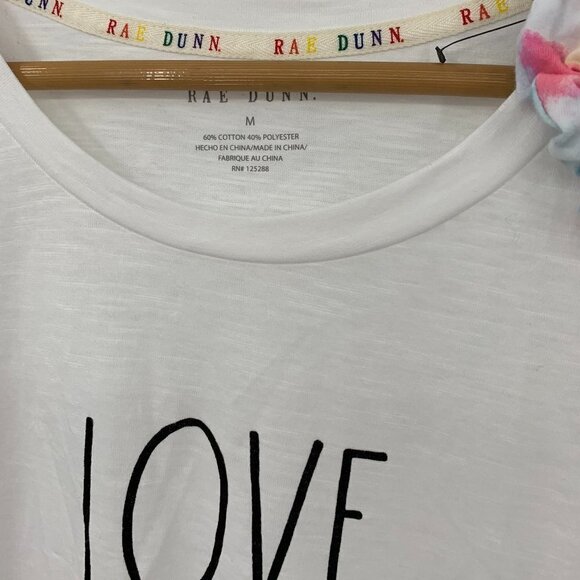 RAE DUNN. RAE DUNN. RAE
RAE DUNN.
M
60% COTTON 40% POLYESTER
HECHO EN CHINA/MADE IN CHINA/
FABRIQUE AU CHINA
RN# 125288
LOVE